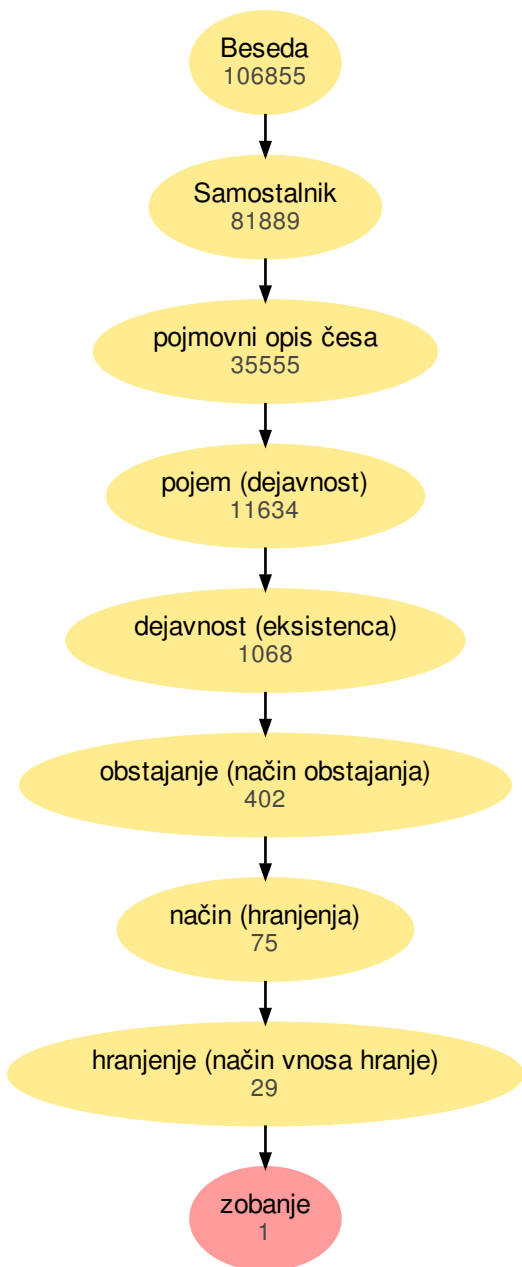 Beseda
106855
Samostalnik
81889
pojmovni opis česa
35555
pojem (dejavnost)
11634
dejavnost (eksistenca)
1068
obstajanje (način obstajanja)
402
način (hranjenja)
75
hranjenje (način vnosa hranje)
29
zobanje
1